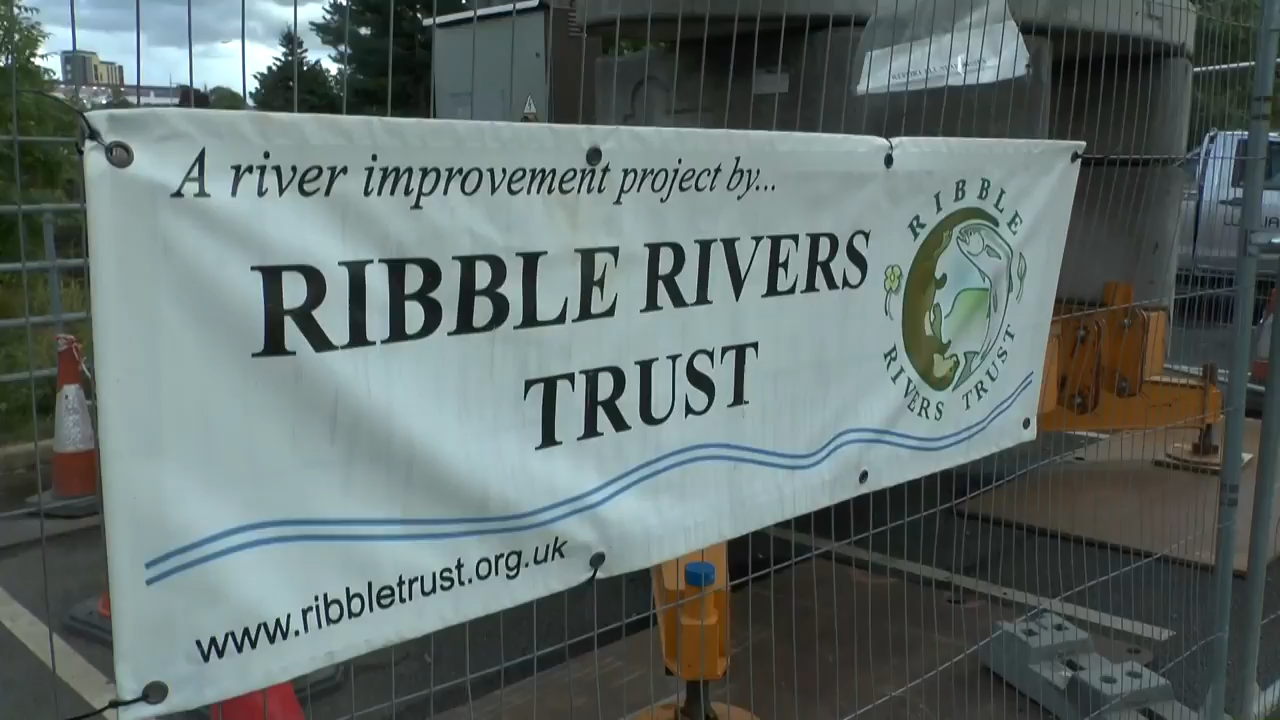 A river improvement project by...
RIBBLE RIVERS
TRUST
RIBBLE
RIVERS TRUST
www.ribbletrust.org.uk